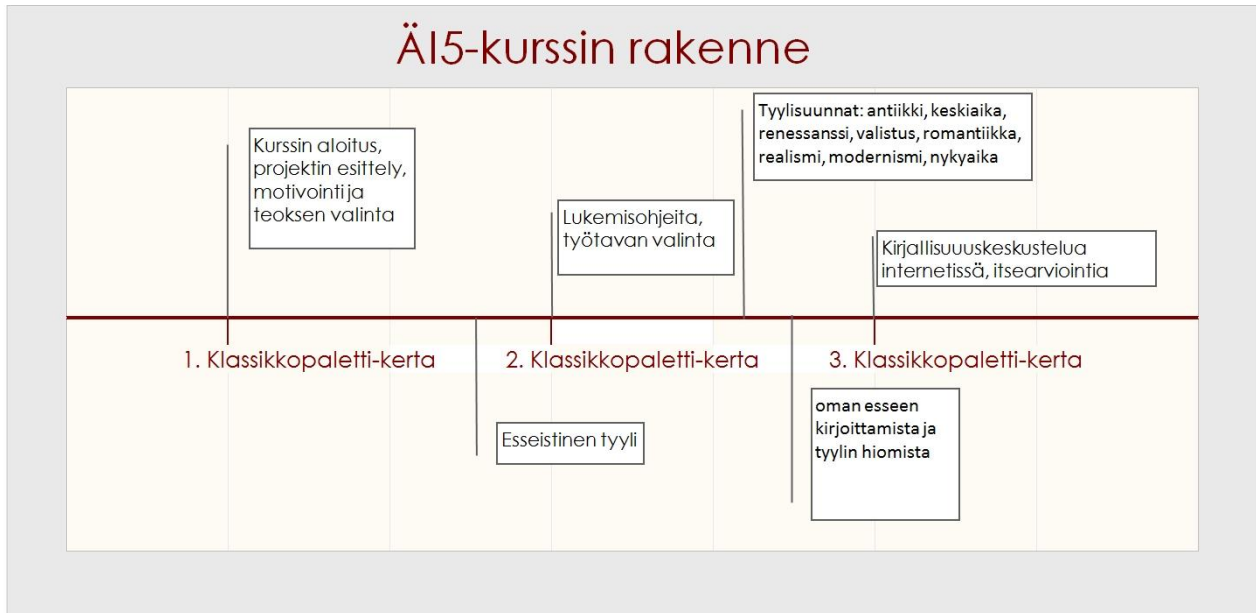 ÄI5-kurssin rakenne
Kurssin aloitus,
projektin esittely,
motivointi ja
teoksen valinta
Lukemisohjeita,
työtavan valinta
Tyylisuunnat: antiikki, keskiaika,
renessanssi, valistus, romantiikka,
realismi, modernismi, nykyaika
Kirjallisuuuskeskustelua
internetissä, itsearviointia
1. Klassikkopaletti-kerta
2. Klassikkopaletti-kerta
3. Klassikkopaletti-kerta
Esseistinen tyyli
oman esseen
kirjoittamista ja
tyylin hiomista